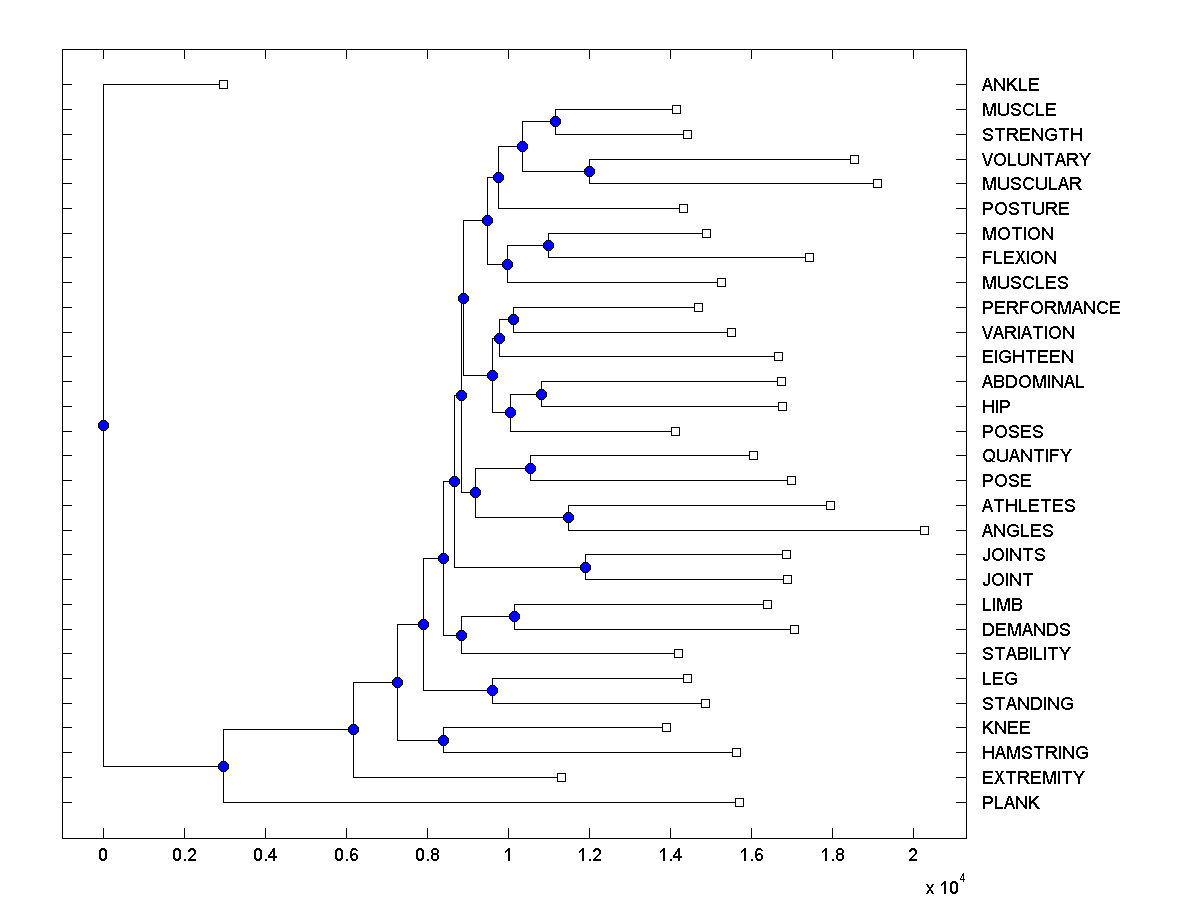 ANKLE
MUSCLE
STRENGTH
VOLUNTARY
MUSCULAR
POSTURE
MOTION
FLEXION
MUSCLES
PERFORMANCE
VARIATION
EIGHTEEN
ABDOMINAL
HIP
POSES
QUANTIFY
POSE
ATHLETES
ANGLES
JOINTS
JOINT
LIMB
DEMANDS
STABILITY
LEG
STANDING
KNEE
HAMSTRING
EXTREMITY
PLANK
0 0.2 0.4 0.6 0.8 1 1.2 1.4 1.6 1.8 2
x 10^4